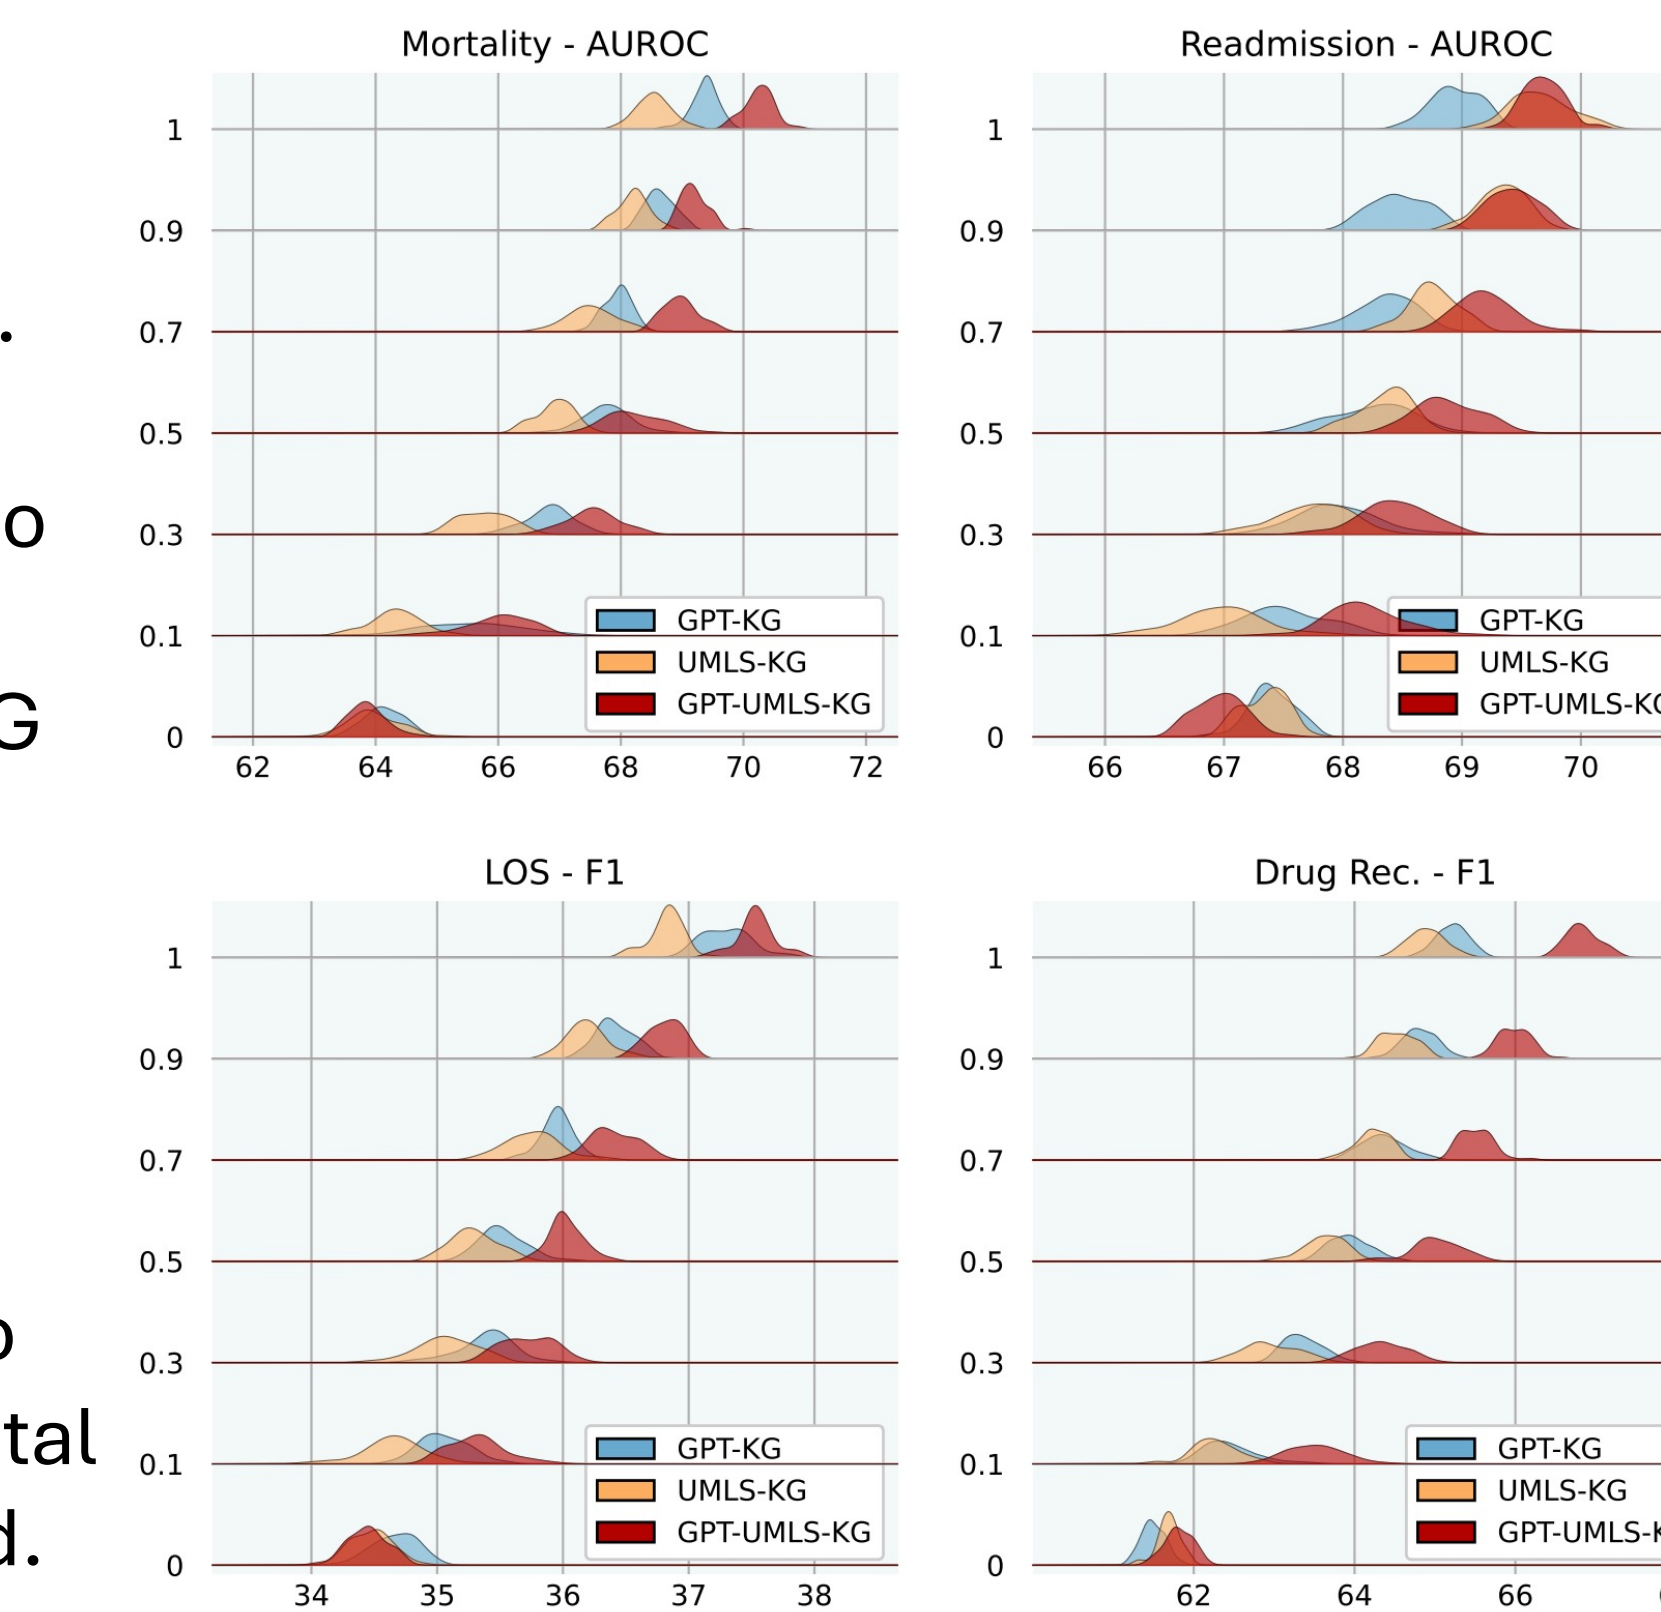 Mortality - AUROC
1
0.9
0.7
0.5
0.3
0.1
0
GPT-KG
UMLS-KG
GPT-UMLS-KG
62 64 66 68 70 72
Readmission - AUROC
1
0.9
0.7
0.5
0.3
0.1
0
GPT-KG
UMLS-KG
GPT-UMLS-KG
66 67 68 69 70
LOS - F1
1
0.9
0.7
0.5
0.3
0.1
0
GPT-KG
UMLS-KG
GPT-UMLS-KG
34 35 36 37 38
Drug Rec. - F1
1
0.9
0.7
0.5
0.3
0.1
0
GPT-KG
UMLS-KG
GPT-UMLS-K
62 64 66
.
o
G
tal
d.